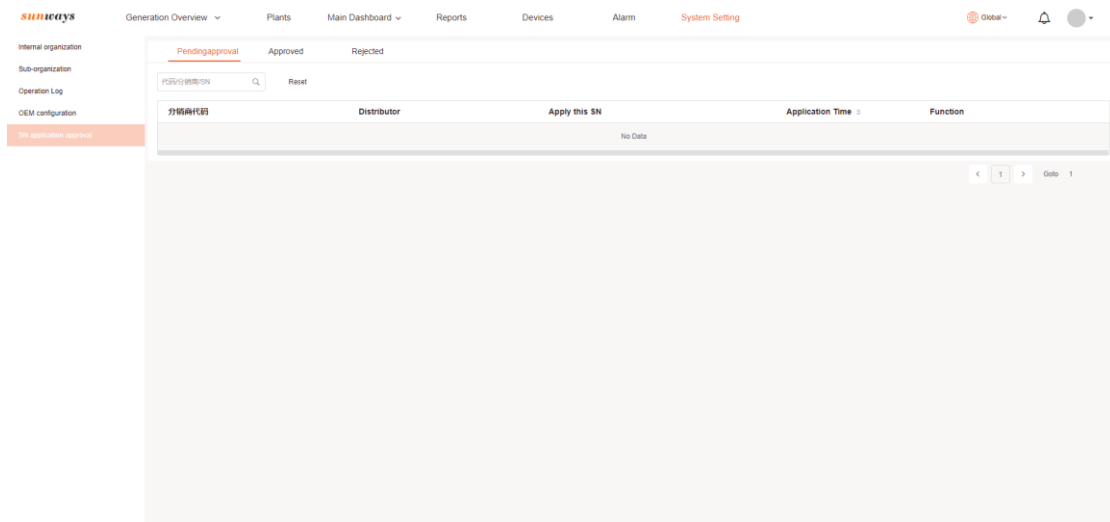 sunways Generation Overview Plants Main Dashboard Reports Devices Alarm System Setting Global
Internal organization
Sub-organization
Operation Log
OEM configuration
SN application approval
Pendingapproval Approved Rejected
代码/分销商/SN Reset
分销商代码 Distributor Apply this SN Application Time Function
No Data
1 Goto 1